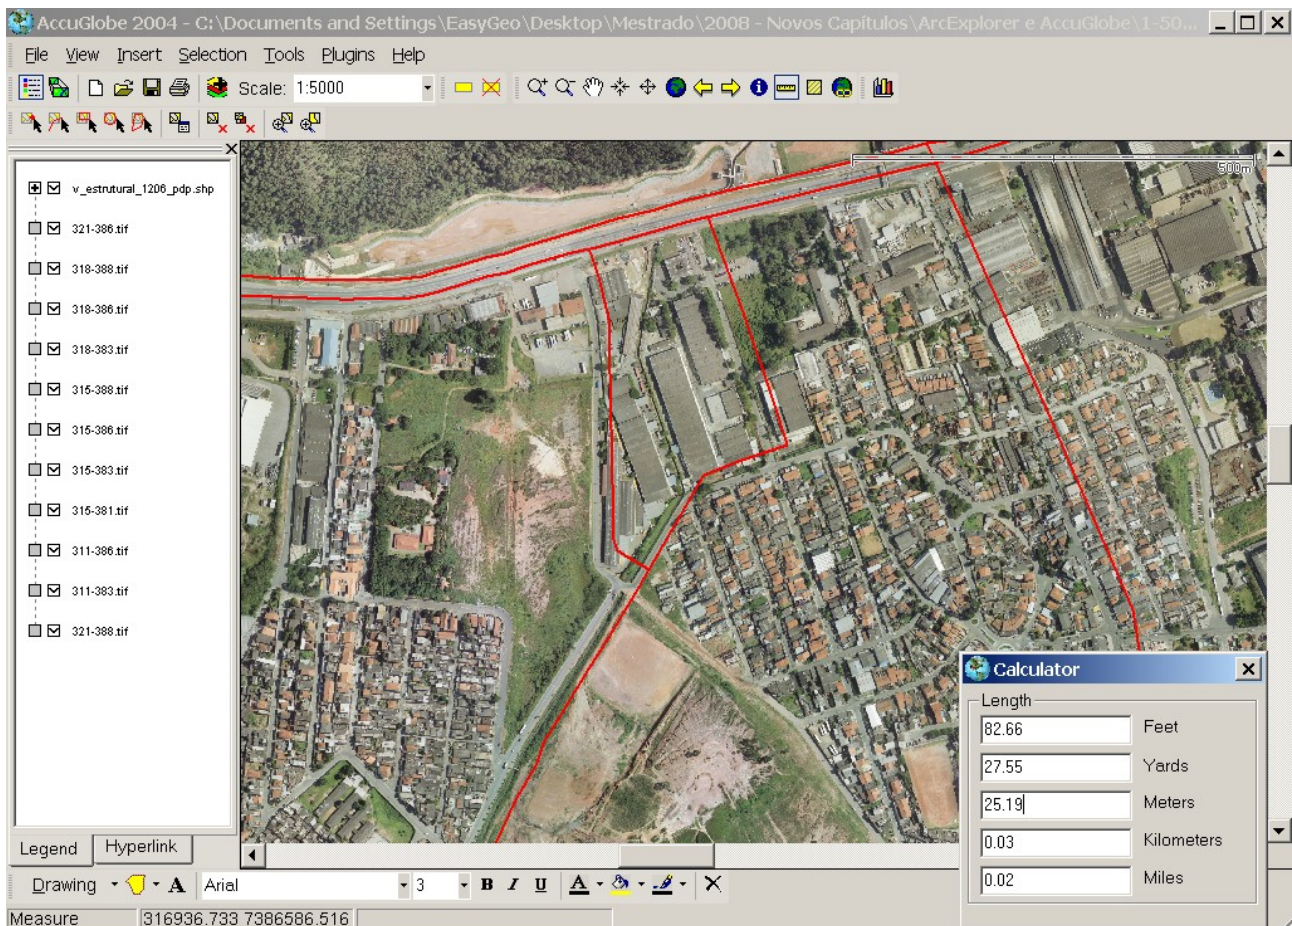 AccuGlobe 2004 - C:\Documents and Settings\EasyGeo\Desktop\Mestrado\2008 - Novos Capítulos\ArcExplorer e AccuGlobe\1-50...
File View Insert Selection Tools Plugins Help
Scale: 1:5000
v_estrutural_1206_pdp.shp
321-386.tif
318-388.tif
318-386.tif
318-383.tif
315-388.tif
315-386.tif
315-383.tif
315-381.tif
311-386.tif
311-383.tif
321-388.tif
500m
Calculator
Length
82.66 Feet
27.55 Yards
25.19 Meters
0.03 Kilometers
0.02 Miles
Legend Hyperlink
Drawing A Arial 3 B I U A
Measure 316936.733 7386586.516